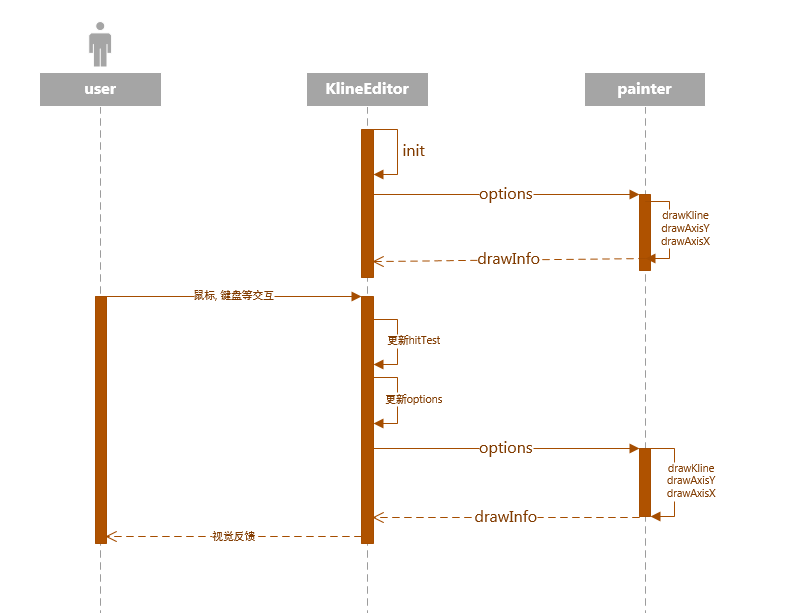 user
KlineEditor
painter
init
options
drawKline
drawAxisY
drawAxisX
drawInfo
鼠标, 键盘等交互
更新hitTest
更新options
options
drawKline
drawAxisY
drawAxisX
drawInfo
视觉反馈